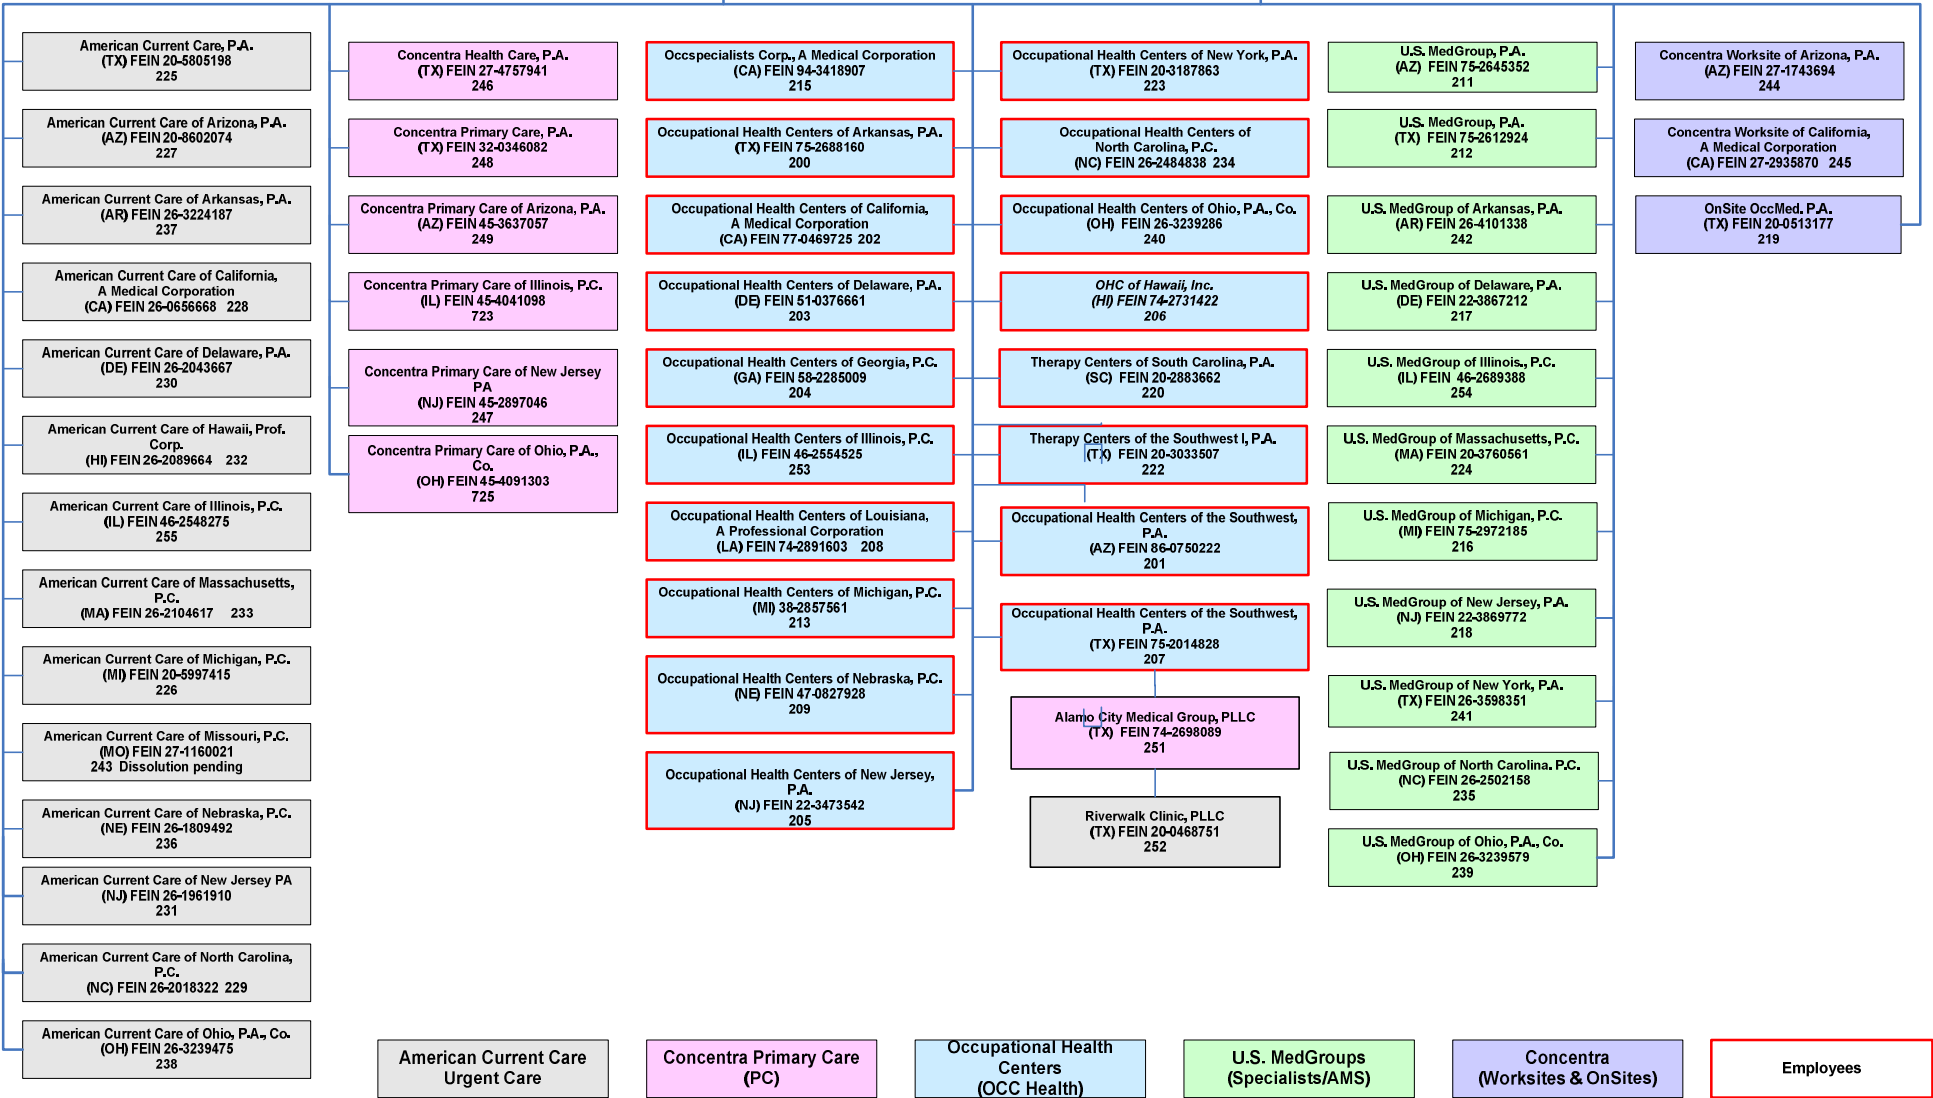 American Current Care, P.A.
(TX) FEIN 20-5805198
225
American Current Care of Arizona, P.A.
(AZ) FEIN 20-8602074
227
American Current Care of Arkansas, P.A.
(AR) FEIN 26-3224187
237
American Current Care of California,
A Medical Corporation
(CA) FEIN 26-0656668 228
American Current Care of Delaware, P.A.
(DE) FEIN 26-2043667
230
American Current Care of Hawaii, Prof.
Corp.
(HI) FEIN 26-2089664 232
American Current Care of Illinois, P.C.
(IL) FEIN 46-2548275
255
American Current Care of Massachusetts,
P.C.
(MA) FEIN 26-2104617 233
American Current Care of Michigan, P.C.
(MI) FEIN 20-5997415
226
American Current Care of Missouri, P.C.
(MO) FEIN 27-1160021
243 Dissolution pending
American Current Care of Nebraska, P.C.
(NE) FEIN 26-1809492
236
American Current Care of New Jersey PA
(NJ) FEIN 26-1961910
231
American Current Care of North Carolina,
P.C.
(NC) FEIN 26-2018322 229
American Current Care of Ohio, P.A., Co.
(OH) FEIN 26-3239475
238
Concentra Health Care, P.A.
(TX) FEIN 27-4757941
246
Concentra Primary Care, P.A.
(TX) FEIN 32-0346082
248
Concentra Primary Care of Arizona, P.A.
(AZ) FEIN 45-3637057
249
Concentra Primary Care of Illinois, P.C.
(IL) FEIN 45-4041098
723
Concentra Primary Care of New Jersey
PA
(NJ) FEIN 45-2897046
247
Concentra Primary Care of Ohio, P.A.,
Co.
(OH) FEIN 45-4091303
725
Occspecialists Corp., A Medical Corporation
(CA) FEIN 94-3418907
215
Occupational Health Centers of Arkansas, P.A.
(TX) FEIN 75-2688160
200
Occupational Health Centers of California,
A Medical Corporation
(CA) FEIN 77-0469725 202
Occupational Health Centers of Delaware, P.A.
(DE) FEIN 51-0376661
203
Occupational Health Centers of Georgia, P.C.
(GA) FEIN 58-2285009
204
Occupational Health Centers of Illinois, P.C.
(IL) FEIN 46-2554525
253
Occupational Health Centers of Louisiana,
A Professional Corporation
(LA) FEIN 74-2891603 208
Occupational Health Centers of Michigan, P.C.
(MI) 38-2857561
213
Occupational Health Centers of Nebraska, P.C.
(NE) FEIN 47-0827928
209
Occupational Health Centers of New Jersey,
P.A.
(NJ) FEIN 22-3473542
205
Occupational Health Centers of New York, P.A.
(TX) FEIN 20-3187863
223
Occupational Health Centers of
North Carolina, P.C.
(NC) FEIN 26-2484838 234
Occupational Health Centers of Ohio, P.A., Co.
(OH) FEIN 26-3239286
240
OHC of Hawaii, Inc.
(HI) FEIN 74-2731422
206
Therapy Centers of South Carolina, P.A.
(SC) FEIN 20-2883662
220
Therapy Centers of the Southwest I, P.A.
(TX) FEIN 20-3033507
222
Occupational Health Centers of the Southwest,
P.A.
(AZ) FEIN 86-0750222
201
Occupational Health Centers of the Southwest,
P.A.
(TX) FEIN 75-2014828
207
Alamo City Medical Group, PLLC
(TX) FEIN 74-2698089
251
Riverwalk Clinic, PLLC
(TX) FEIN 20-0468751
252
U.S. MedGroup, P.A.
(AZ) FEIN 75-2645352
211
U.S. MedGroup, P.A.
(TX) FEIN 75-2612924
212
U.S. MedGroup of Arkansas, P.A.
(AR) FEIN 26-4101338
242
U.S. MedGroup of Delaware, P.A.
(DE) FEIN 22-3867212
217
U.S. MedGroup of Illinois., P.C.
(IL) FEIN 46-2689388
254
U.S. MedGroup of Massachusetts, P.C.
(MA) FEIN 20-3760561
224
U.S. MedGroup of Michigan, P.C.
(MI) FEIN 75-2972185
216
U.S. MedGroup of New Jersey, P.A.
(NJ) FEIN 22-3869772
218
U.S. MedGroup of New York, P.A.
(TX) FEIN 26-3598351
241
U.S. MedGroup of North Carolina. P.C.
(NC) FEIN 26-2502158
235
U.S. MedGroup of Ohio, P.A., Co.
(OH) FEIN 26-3239579
239
Concentra Worksite of Arizona, P.A.
(AZ) FEIN 27-1743694
244
Concentra Worksite of California,
A Medical Corporation
(CA) FEIN 27-2935870 245
OnSite OccMed. P.A.
(TX) FEIN 20-0513177
219
American Current Care
Urgent Care
Concentra Primary Care
(PC)
Occupational Health
Centers
(OCC Health)
U.S. MedGroups
(Specialists/AMS)
Concentra
(Worksites & OnSites)
Employees